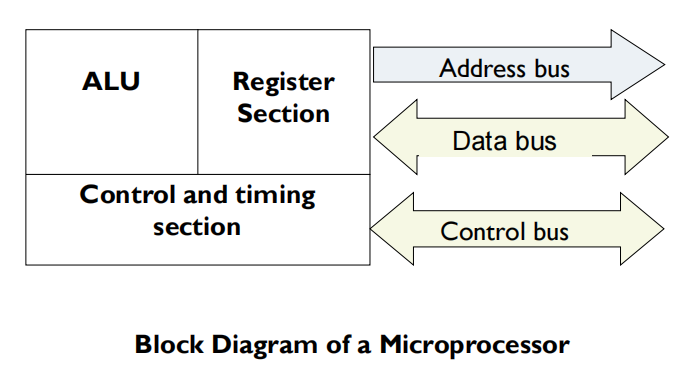 ALU
Register
Section
Address bus
Data bus
Control and timing
section
Control bus
Block Diagram of a Microprocessor